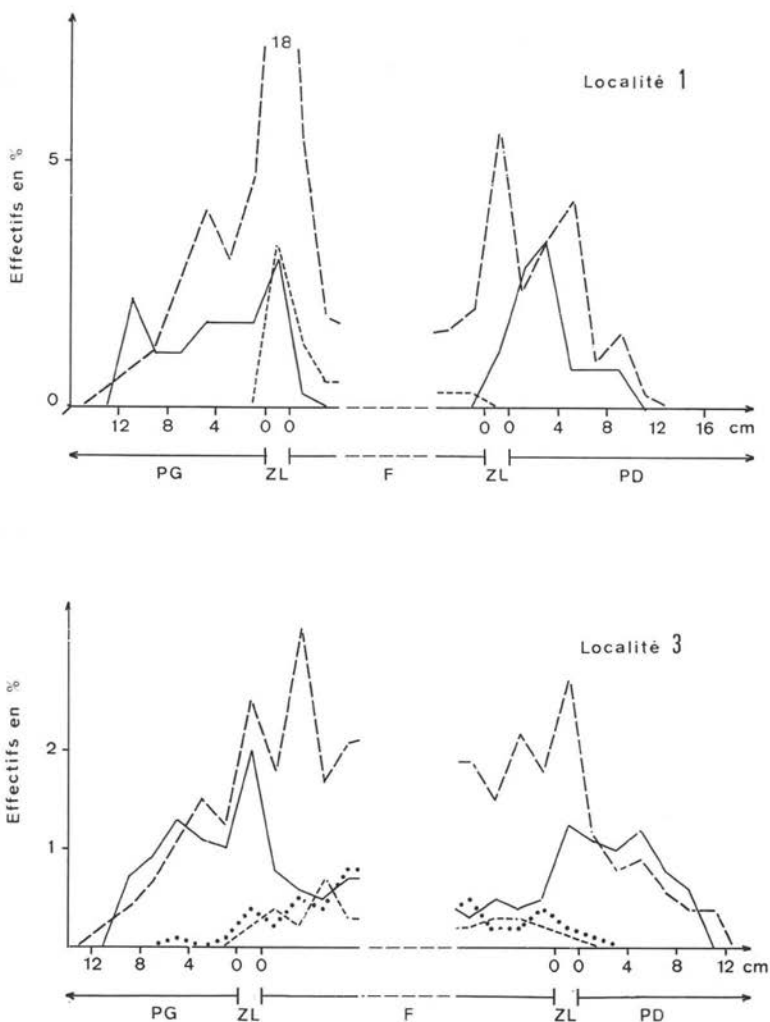 18
Localité 1
5
Effectifs en %
0
12 8 4 0 0 0 0 4 8 12 16 cm
PG ZL F ZL PD
Localité 3
Effectifs en %
2
1
12 8 4 0 0 0 0 4 8 12 cm
PG ZL F ZL PD